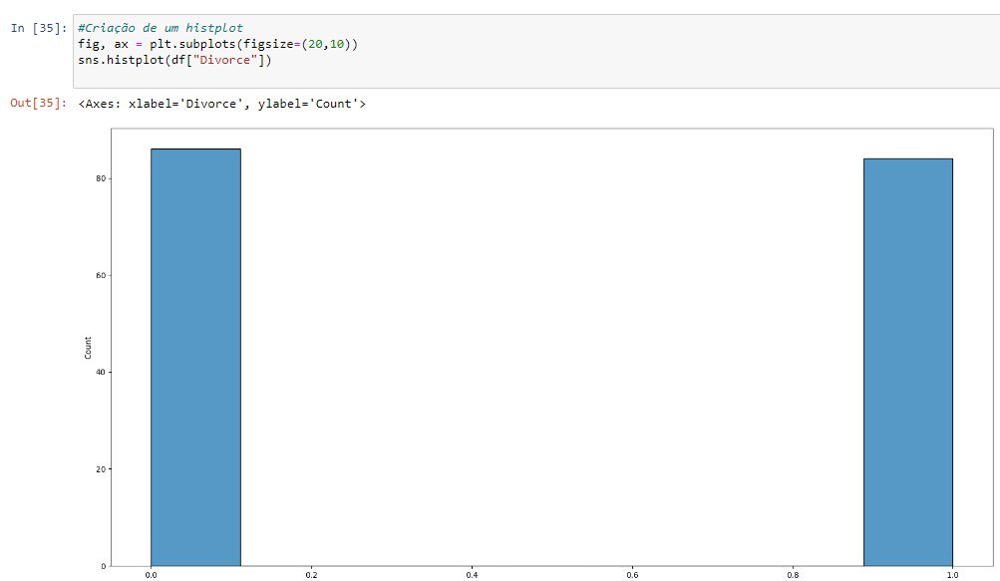 In [35]: #Criação de um histplot
fig, ax = plt.subplots(figsize=(20,10))
sns.histplot(df["Divorce"])
Out[35]: <Axes: xlabel='Divorce', ylabel='Count'>
80
60
Count
40
20
0
0.0 0.2 0.4 0.6 0.8 1.0